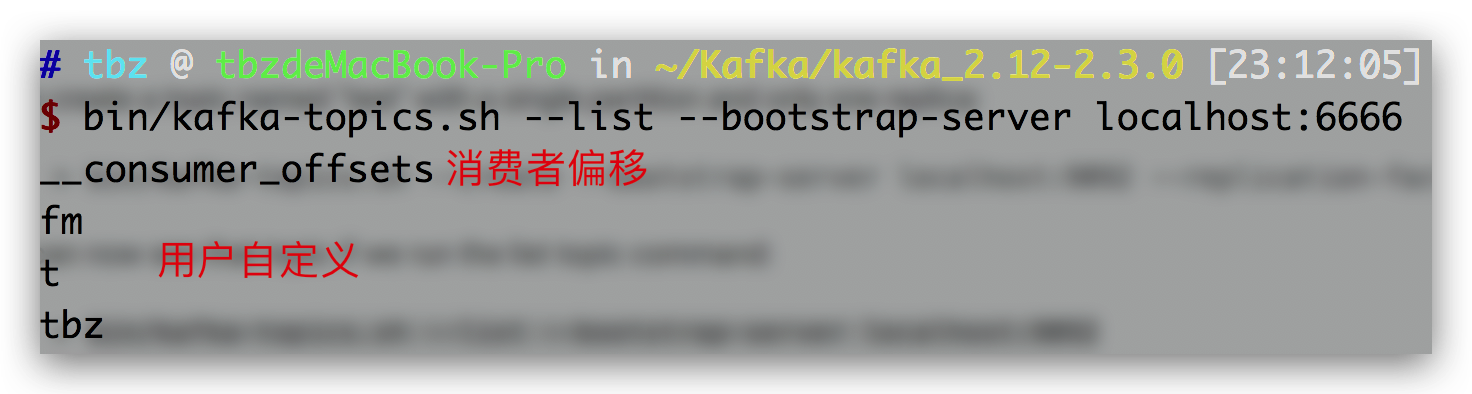 # tbz @ tbzdeMacBook-Pro in ~/Kafka/kafka_2.12-2.3.0 [23:12:05]
$ bin/kafka-topics.sh --list --bootstrap-server localhost:6666
__consumer_offsets 消费者偏移
fm
用户自定义
t
tbz